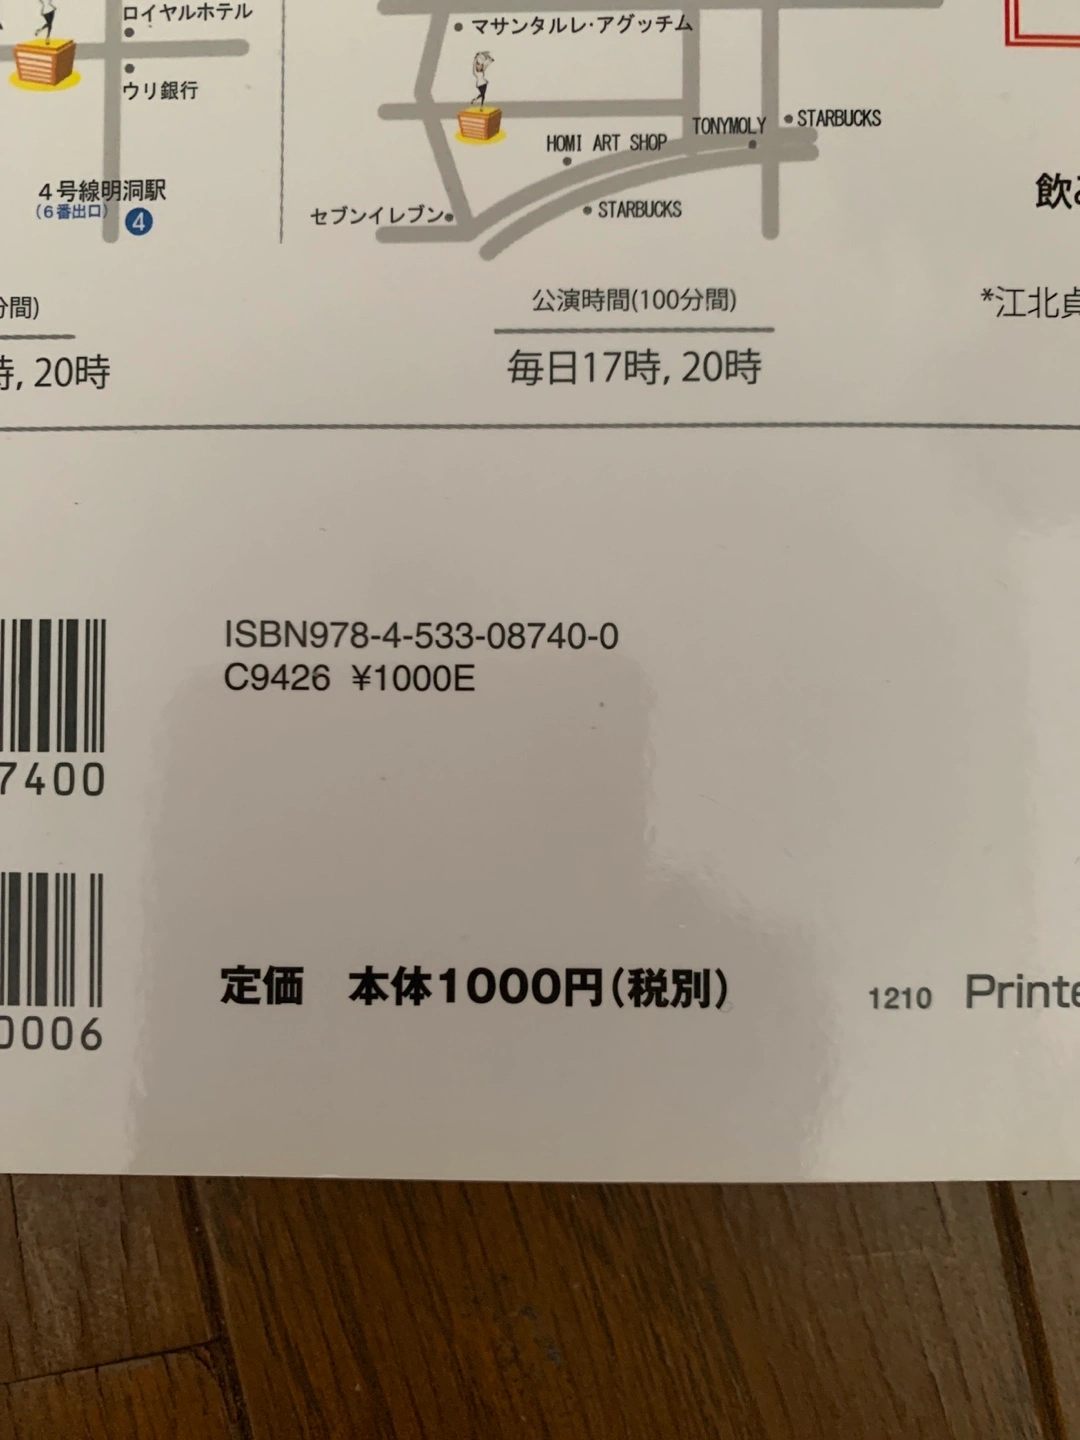 ロイヤルホテル
ウリ銀行
4号線明洞駅
(6番出口)
4
マサンタルレ・アグッチム
HOMI ART SHOP
TONYMOLY
STARBUCKS
セブンイレブン
STARBUCKS
飲み
分間)
公演時間(100分間)
*江北貞
時, 20時
毎日17時, 20時
ISBN978-4-533-08740-0
C9426 ¥1000E
7400
定価 本体1000円(税別)
1210 Printe
0006